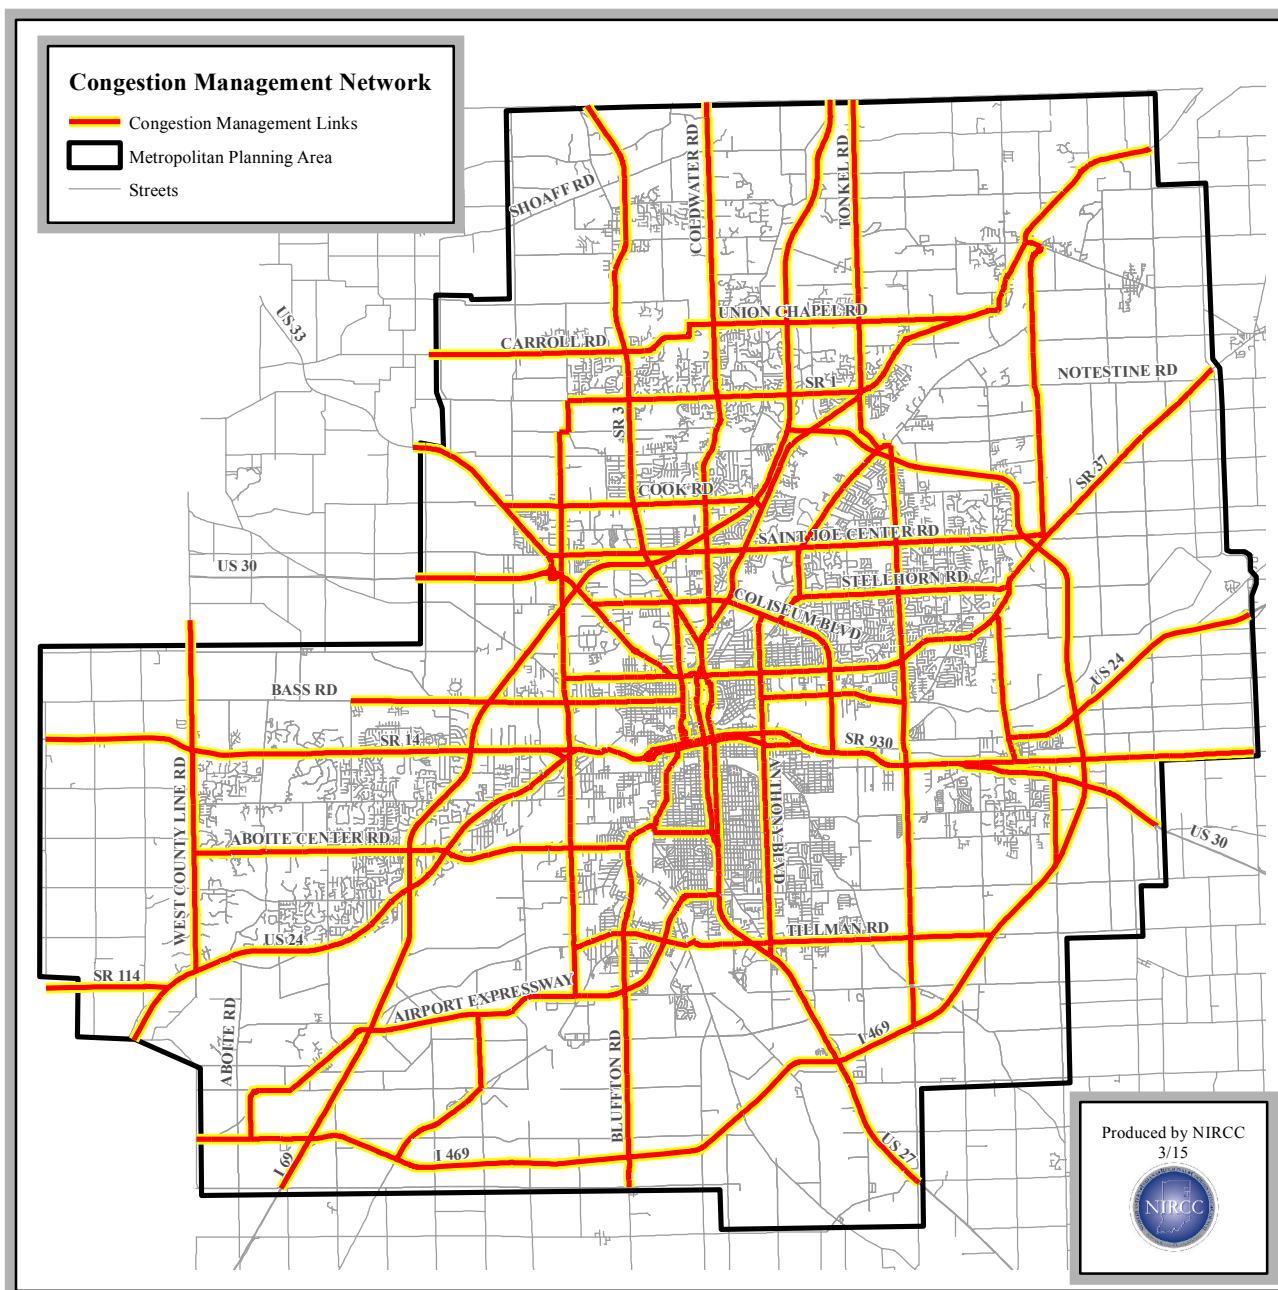 Congestion Management Network
Congestion Management Links
Metropolitan Planning Area
Streets
SHOAFF RD
COLDWATER RD
TONKEL RD
US 33
UNION CHAPEL RD
CARROLL RD
SR 1
NOTESTINE RD
SR 3
SR 37
COOK RD
SAINT JOE CENTER RD
US 30
STELLHORN RD
COLISEUM BLVD
US 24
BASS RD
SR 14
SR 930
WEST COUNTY LINE RD
ANTHONY BLVD
ABOITE CENTER RD
US 30
TILLMAN RD
US 24
SR 114
AIRPORT EXPRESSWAY
ABOITE RD
I 469
BLUFFTON RD
I 69
I 469
US 27
Produced by NIRCC
3/15
NIRCC